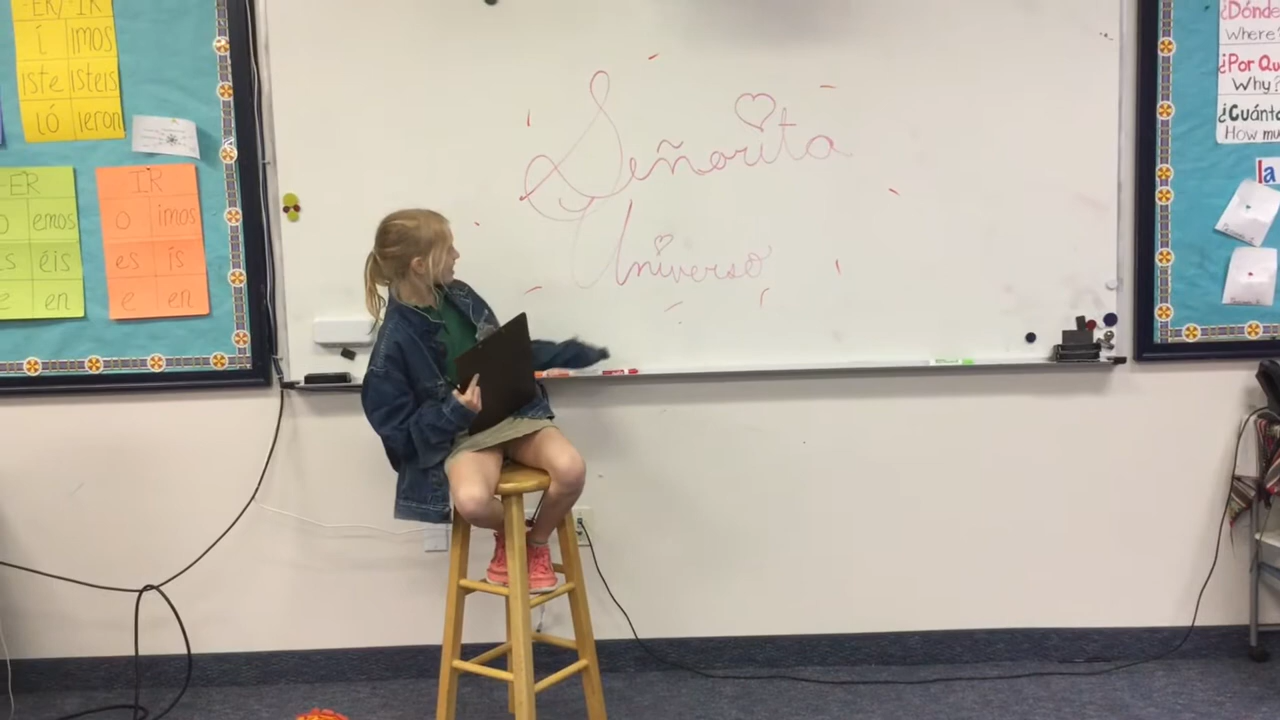 -ER/-IR
í imos
iste isteis
ió ieron
-ER
o emos
es éis
e en
IR
o imos
es ís
e en
Señorita
Universo
¿Dónde
Where?
¿Por Qu
Why?
¿Cuánt
How mu
la